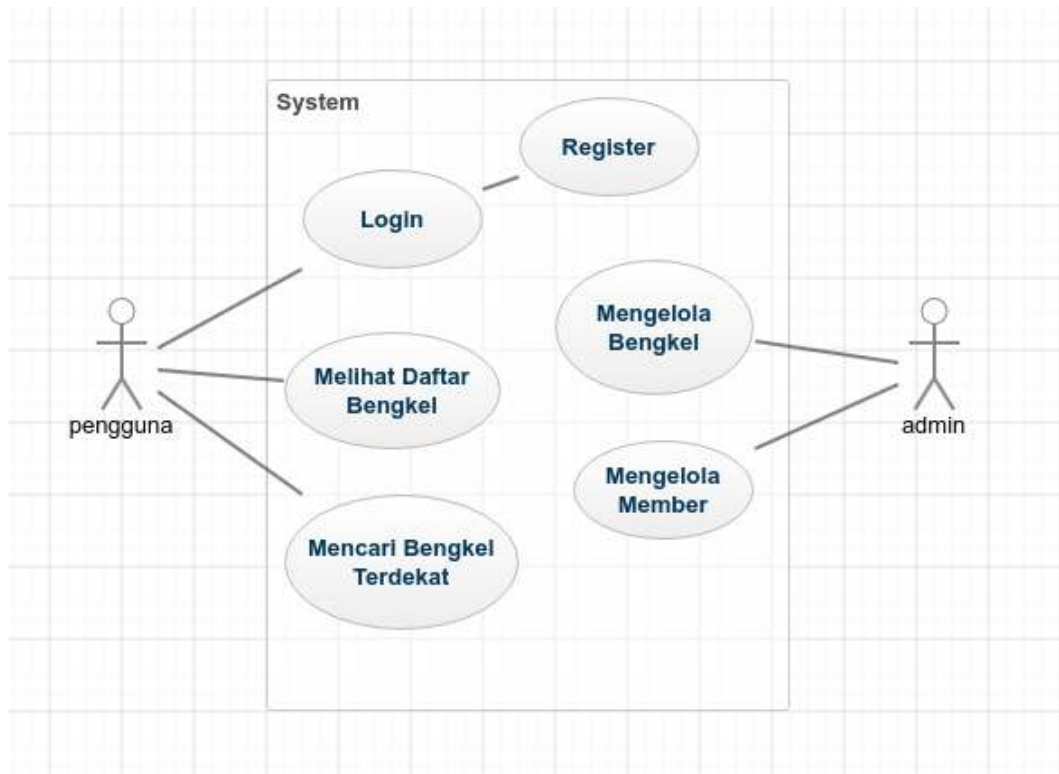 System
Register
Login
Mengelola
Bengkel
Melihat Daftar
Bengkel
pengguna
admin
Mengelola
Member
Mencari Bengkel
Terdekat